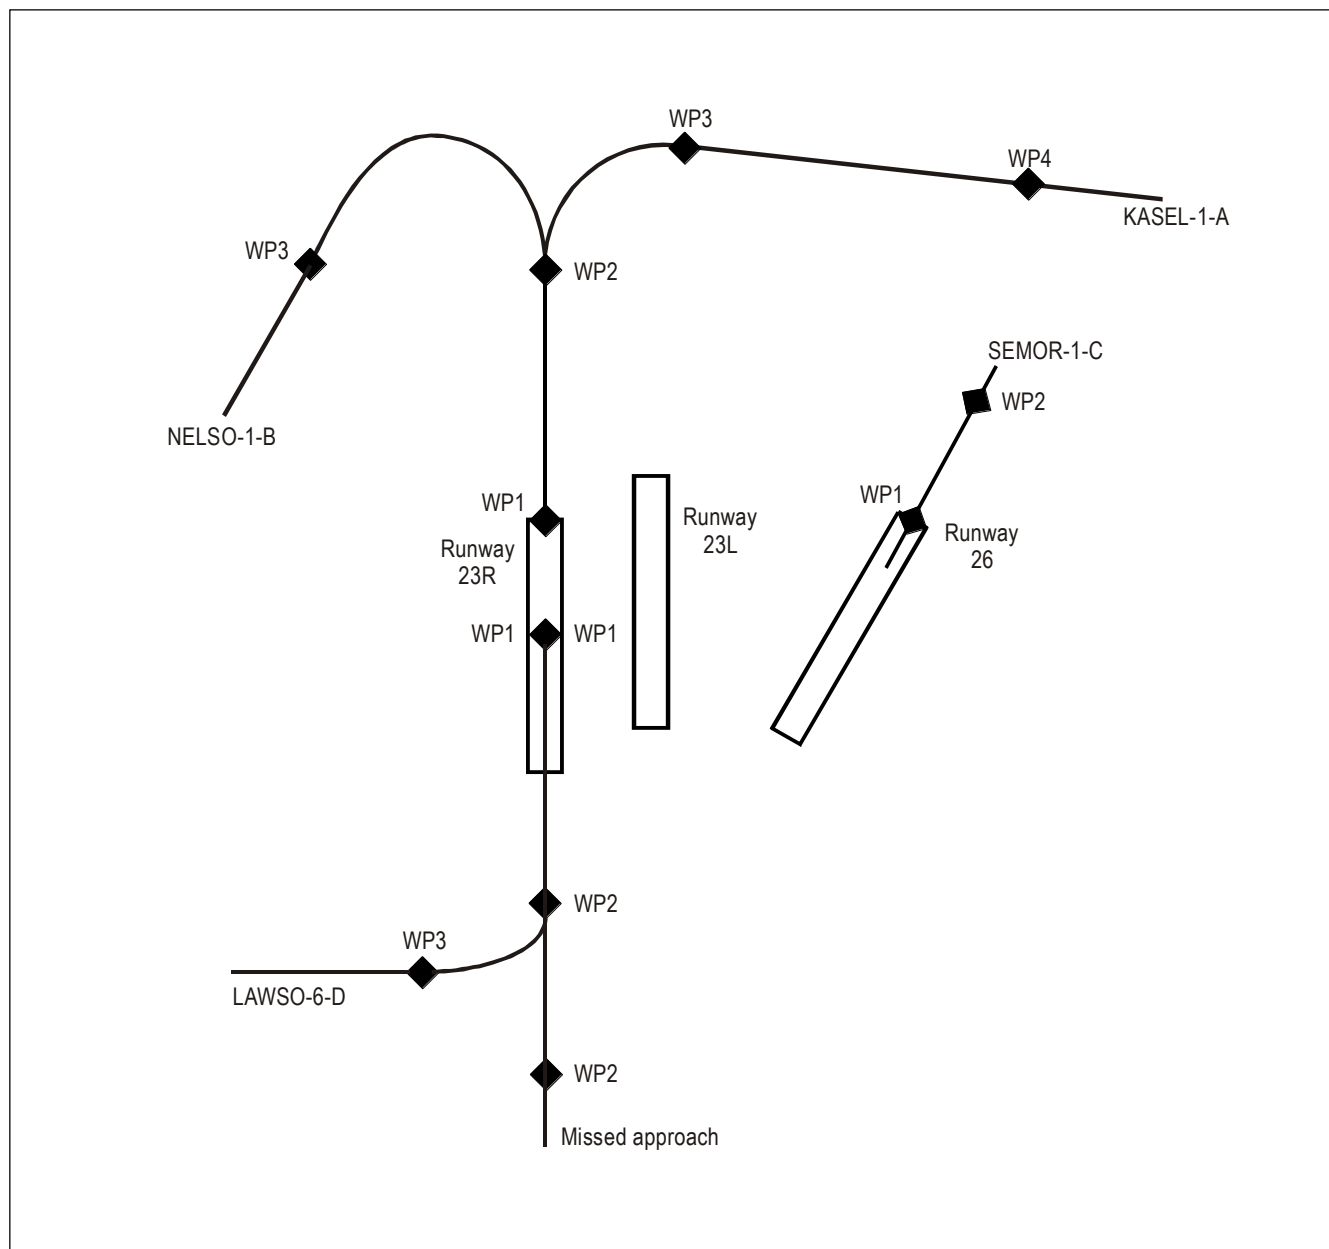 WP3
WP4
KASEL-1-A
WP3
WP2
NELSO-1-B
SEMOR-1-C
WP2
WP1
Runway
23R
Runway
23L
WP1
Runway
26
WP1
WP1
WP2
WP3
LAWSO-6-D
WP2
Missed approach